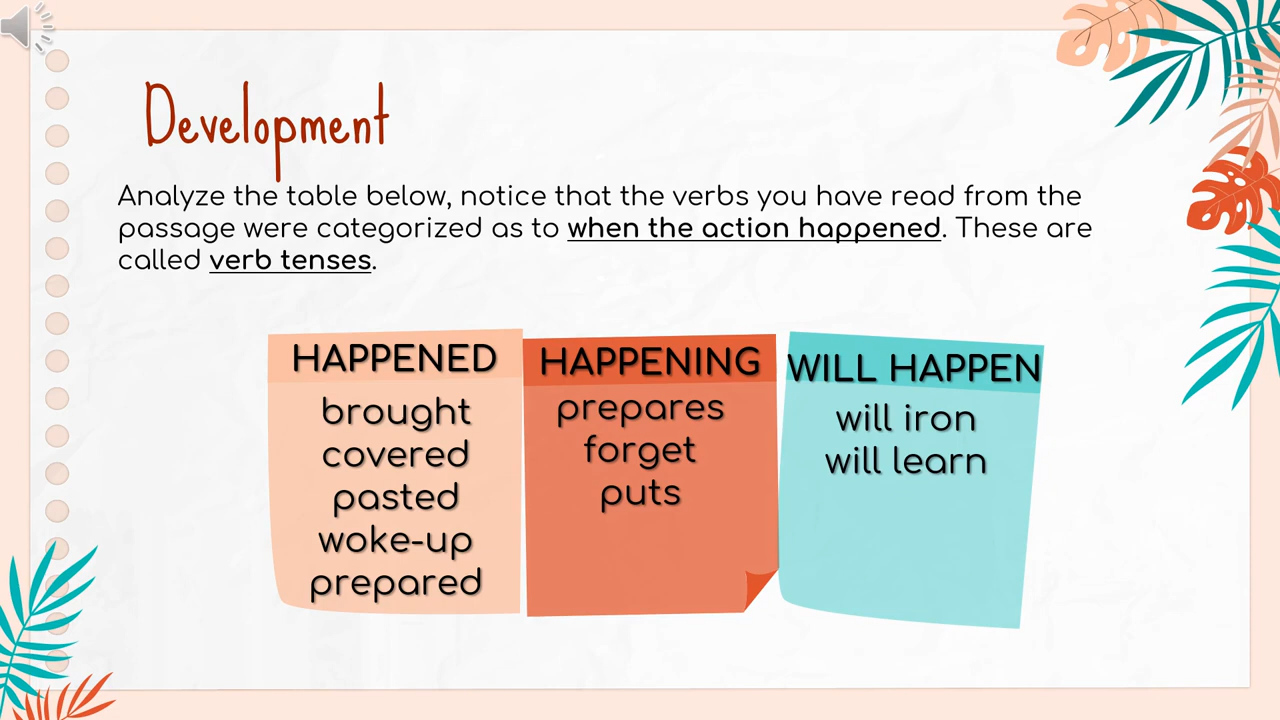 Development
Analyze the table below, notice that the verbs you have read from the
passage were categorized as to when the action happened. These are
called verb tenses.
HAPPENED
brought
covered
pasted
woke-up
prepared
HAPPENING
prepares
forget
puts
WILL HAPPEN
will iron
will learn